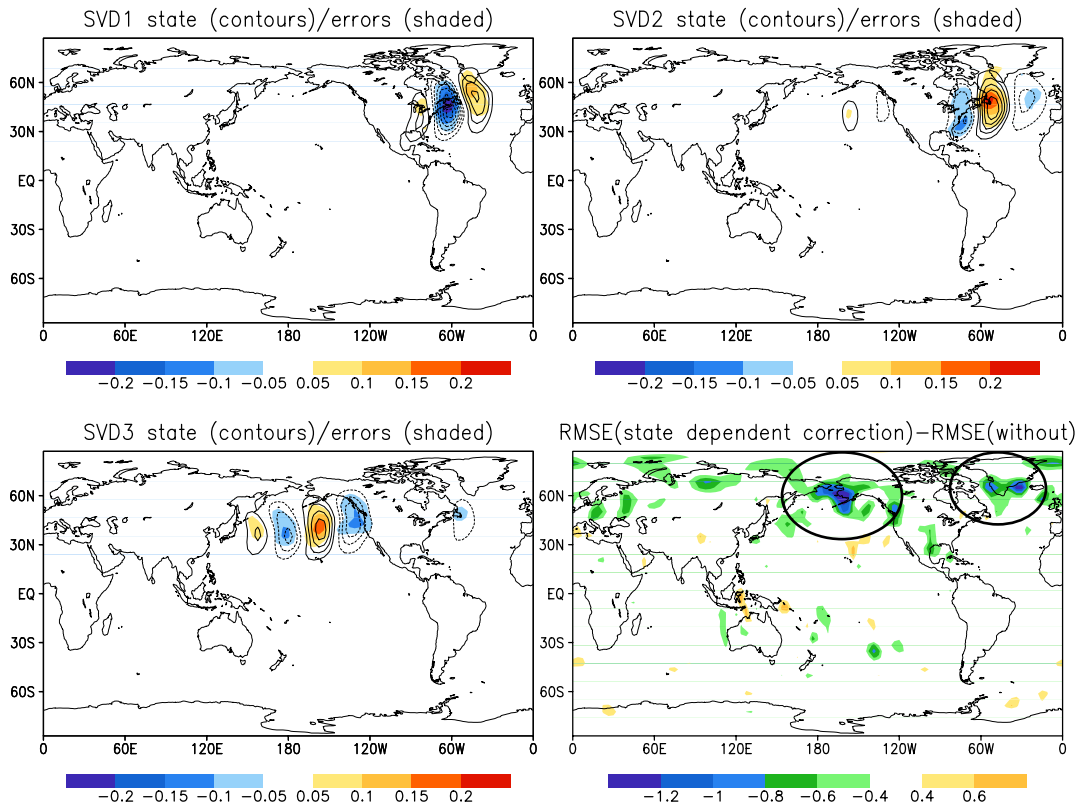 SVD1 state (contours)/errors (shaded)
60N
30N
EQ
30S
60S
0 60E 120E 180 120W 60W 0
-0.2 -0.15 -0.1 -0.05 0.05 0.1 0.15 0.2
SVD2 state (contours)/errors (shaded)
60N
30N
EQ
30S
60S
0 60E 120E 180 120W 60W 0
-0.2 -0.15 -0.1 -0.05 0.05 0.1 0.15 0.2
SVD3 state (contours)/errors (shaded)
60N
30N
EQ
30S
60S
0 60E 120E 180 120W 60W 0
-0.2 -0.15 -0.1 -0.05 0.05 0.1 0.15 0.2
RMSE(state dependent correction)-RMSE(without)
60N
30N
EQ
30S
60S
0 60E 120E 180 120W 60W 0
-1.2 -1 -0.8 -0.6 -0.4 0.4 0.6